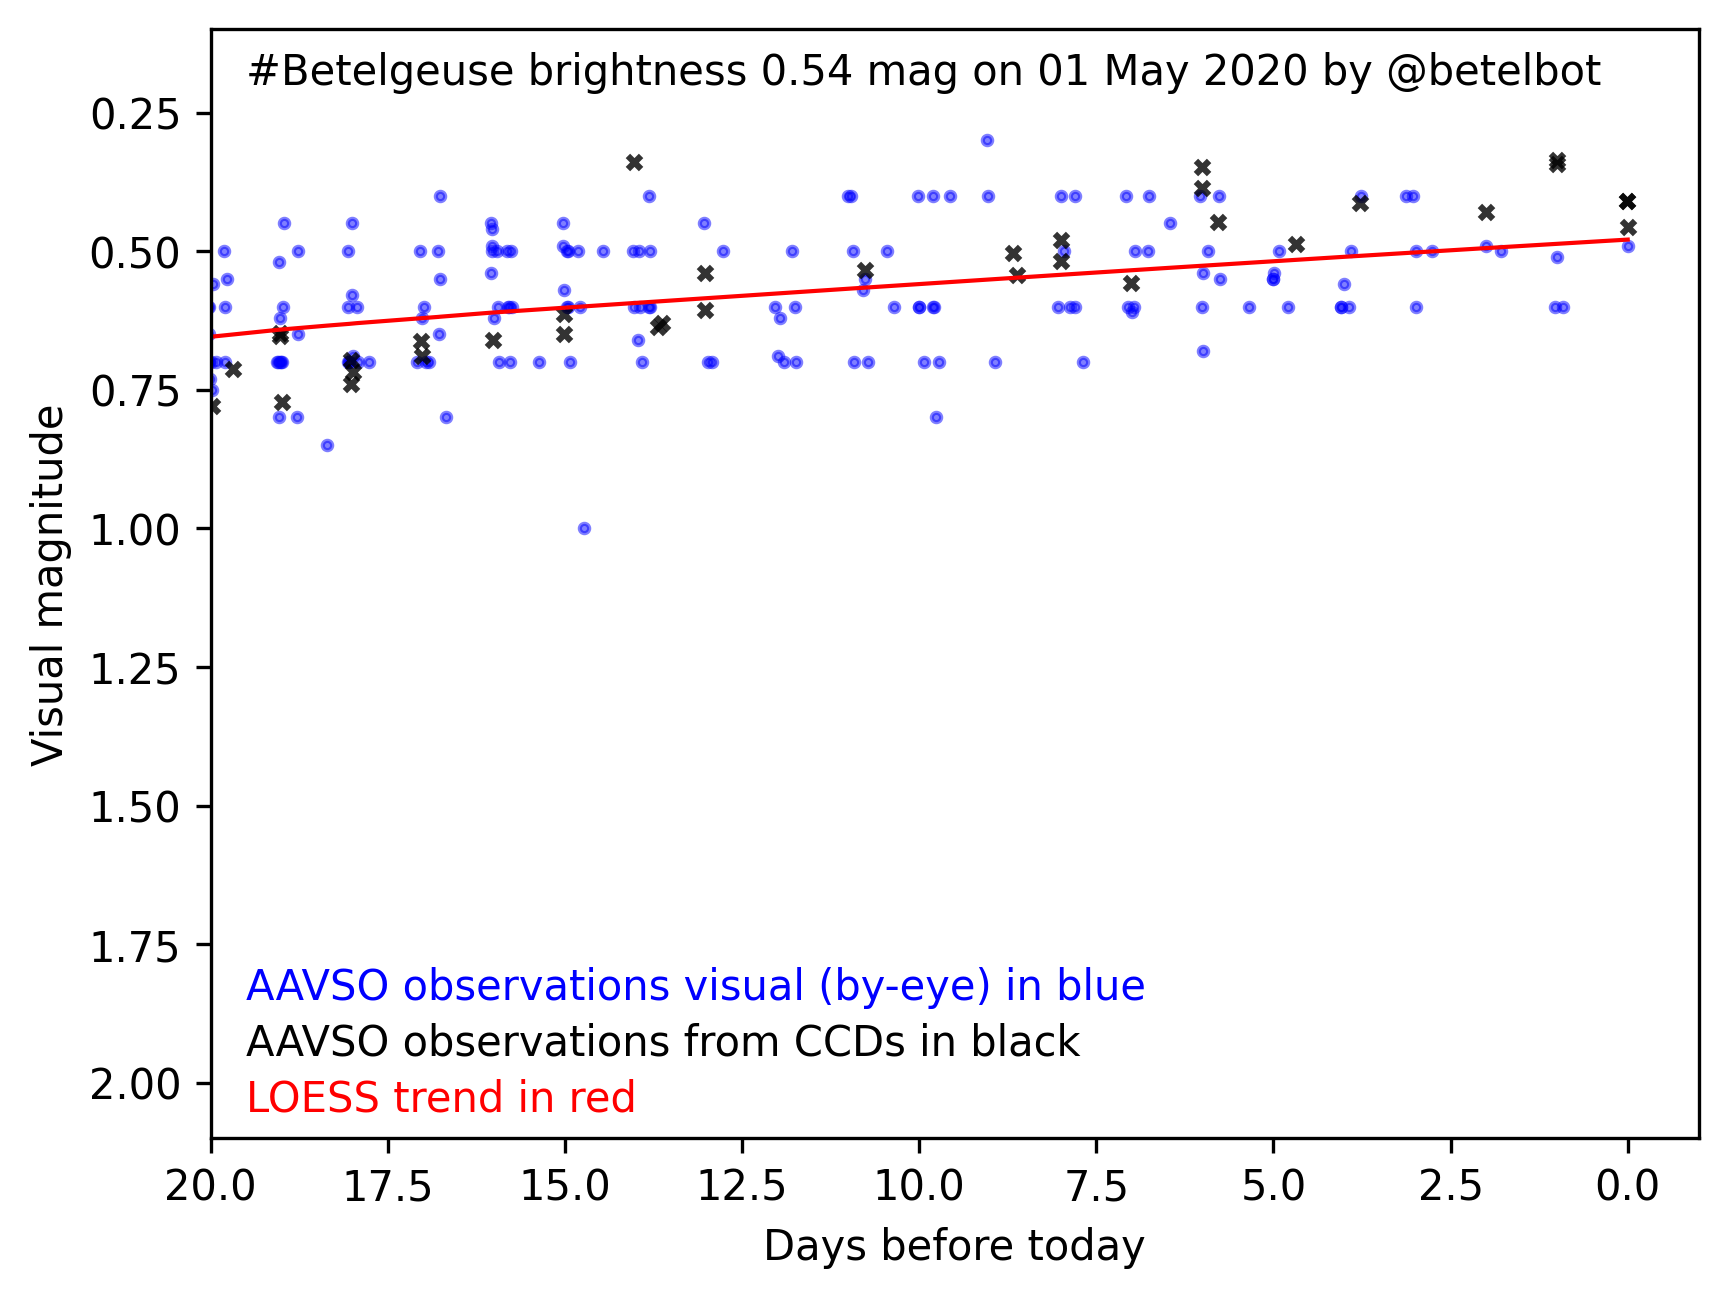 #Betelgeuse brightness 0.54 mag on 01 May 2020 by @betelbot
0.25
0.50
0.75
1.00
1.25
1.50
1.75
2.00
Visual magnitude
AAVSO observations visual (by-eye) in blue
AAVSO observations from CCDs in black
LOESS trend in red
20.0 17.5 15.0 12.5 10.0 7.5 5.0 2.5 0.0
Days before today